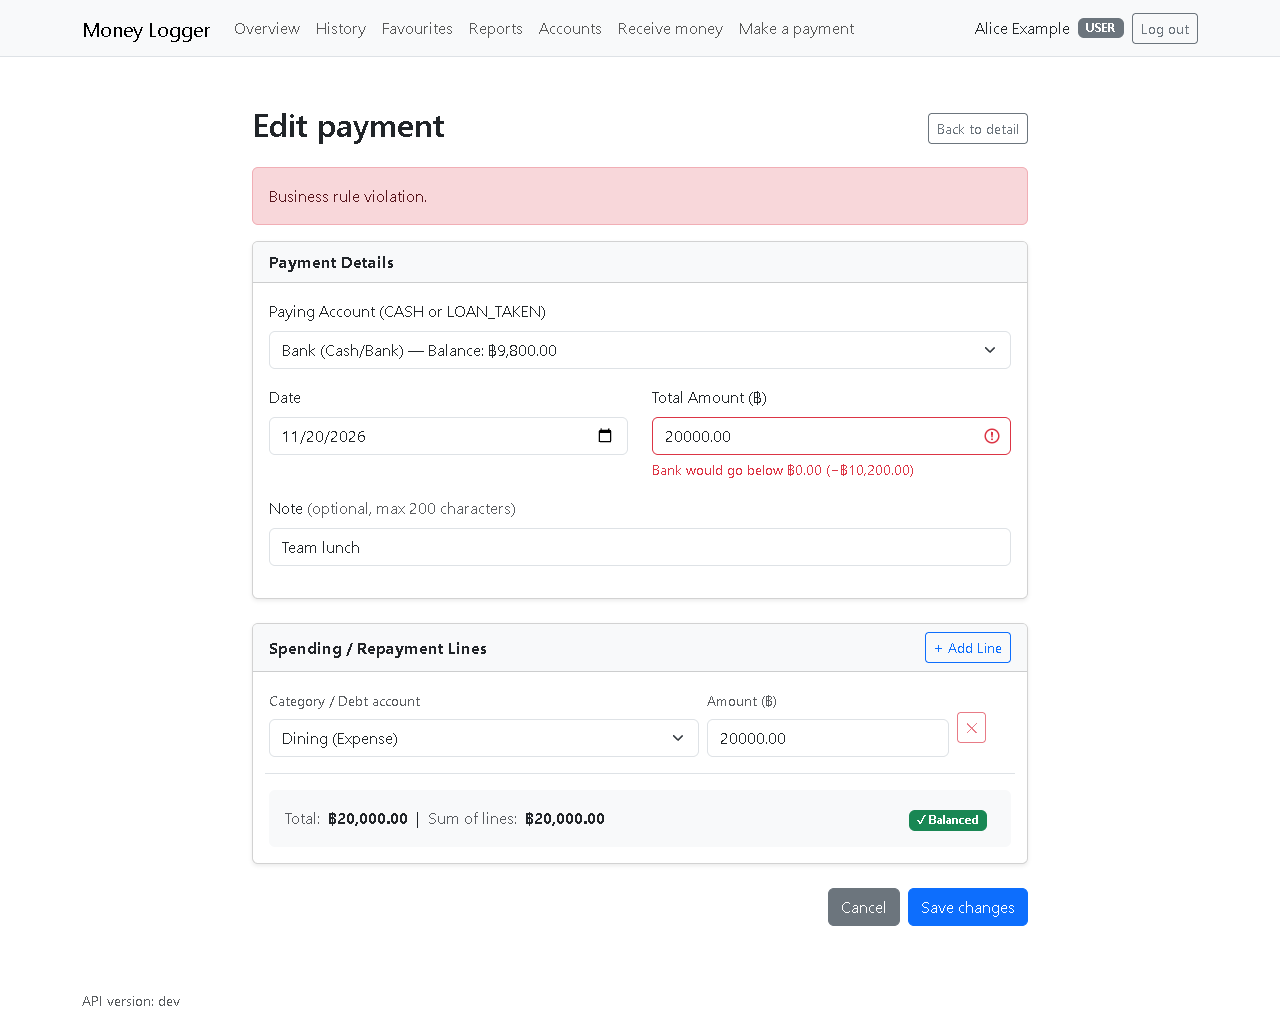 Money Logger Overview History Favourites Reports Accounts Receive money Make a payment Alice Example USER Log out
Edit payment Back to detail
Business rule violation.
Payment Details
Paying Account (CASH or LOAN_TAKEN)
Bank (Cash/Bank) — Balance: ฿9,800.00
Date Total Amount (฿)
11/20/2026 20000.00
Bank would go below ฿0.00 (−฿10,200.00)
Note (optional, max 200 characters)
Team lunch
Spending / Repayment Lines + Add Line
Category / Debt account Amount (฿)
Dining (Expense) 20000.00
Total: ฿20,000.00 | Sum of lines: ฿20,000.00 ✓ Balanced
Cancel Save changes
API version: dev